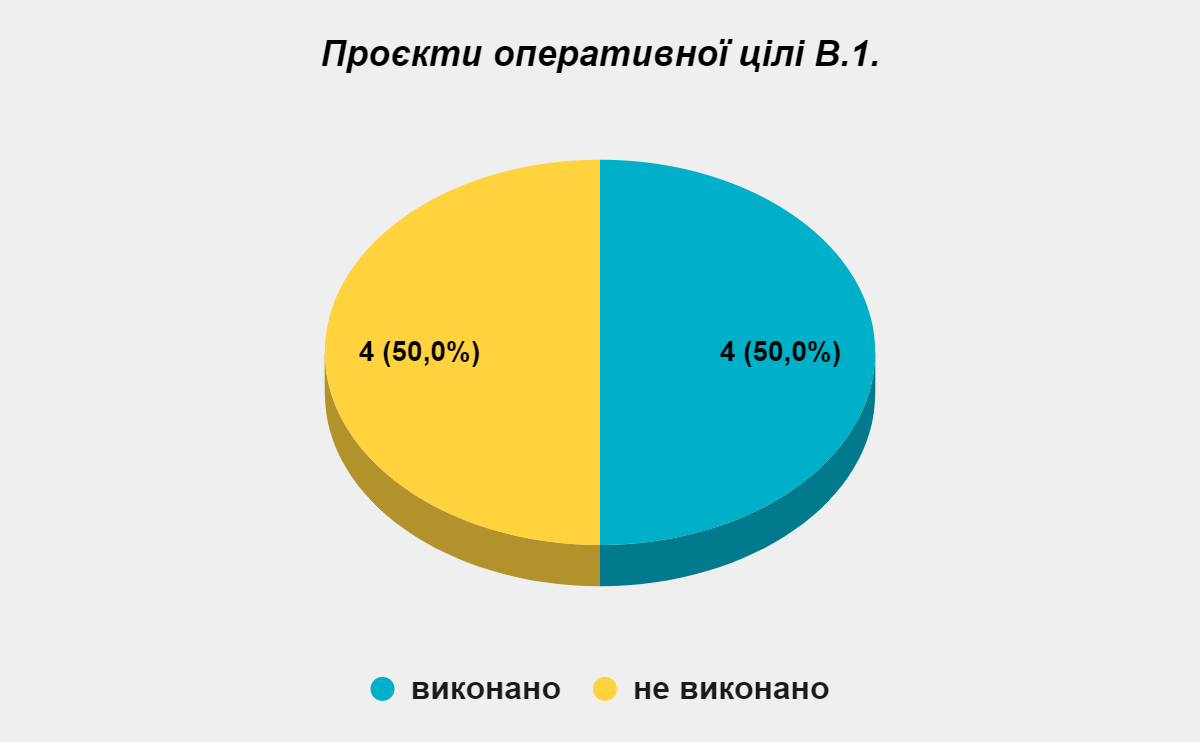 Проєкти оперативної цілі В.1.
4 (50,0%)
4 (50,0%)
виконано
не виконано